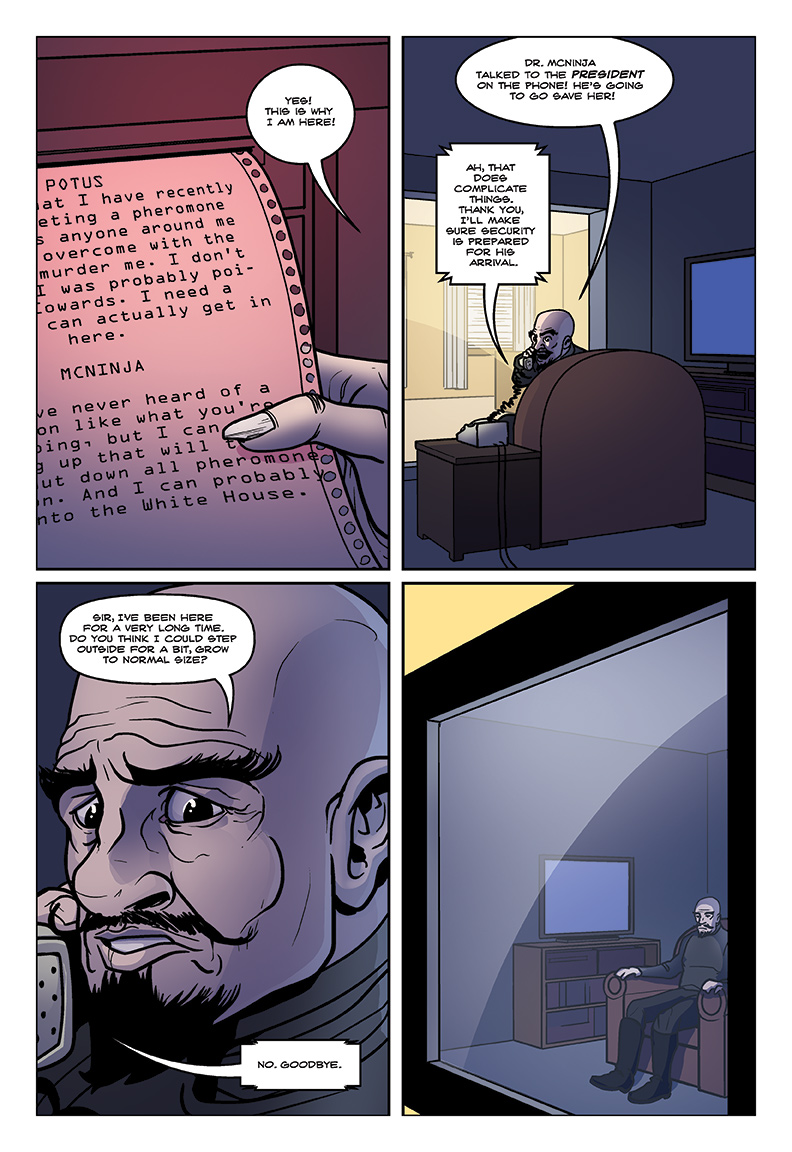 YES!
THIS IS WHY
I AM HERE!
POTUS
hat I have recently
eting a pheromone
s anyone around me
overcome with the
murder me. I don't
I was probably poi-
towards. I need a
can actually get in
here.
MCNINJA
ve never heard of a
on like what you're
ping, but I can
g up that will t
ut down all pheromone
on. And I can probably
nto the White House.
DR. MCNINJA
TALKED TO THE PRESIDENT
ON THE PHONE! HE'S GOING
TO GO SAVE HER!
AH, THAT
DOES
COMPLICATE
THINGS.
THANK YOU,
I'LL MAKE
SURE SECURITY
IS PREPARED
FOR HIS
ARRIVAL.
SIR, I'VE BEEN HERE
FOR A VERY LONG TIME.
DO YOU THINK I COULD STEP
OUTSIDE FOR A BIT, GROW
TO NORMAL SIZE?
NO. GOODBYE.